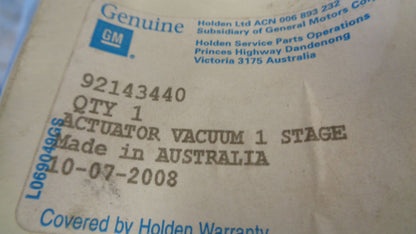 Genuine
GM
Holden Ltd ACN 006 893 232
Subsidiary of General Motors Cor
Holden Service Parts Operations
Princes Highway Dandenong
Victoria 3175 Australia
92143440
QTY 1
ACTUATOR VACUUM 1 STAGE
Made in AUSTRALIA
10-07-2008
L069049GS
Covered by Holden Warranty